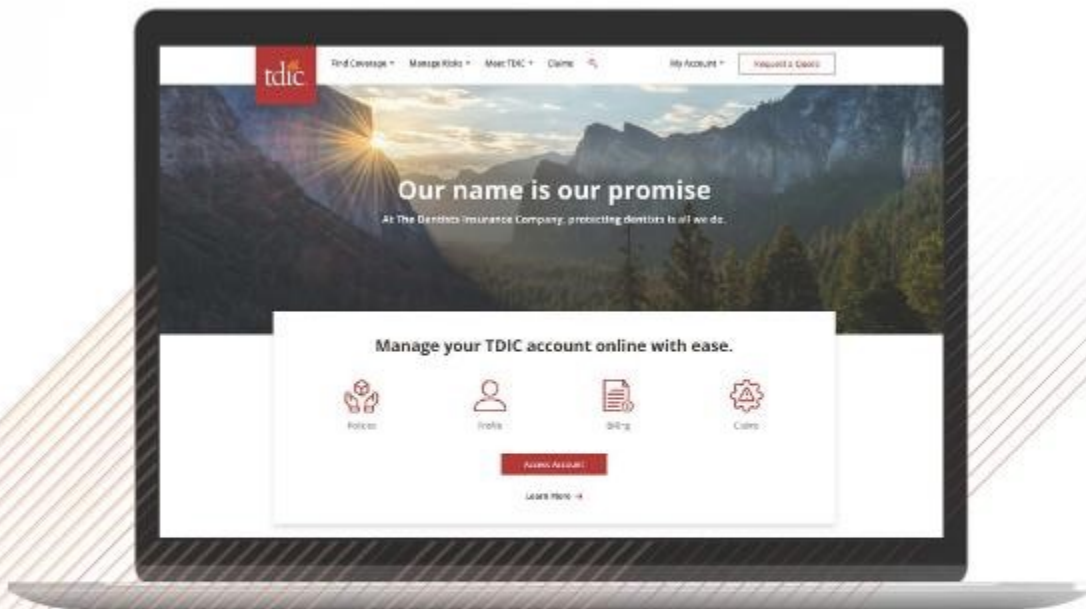 tdic
Find Coverage Manage Risks Meet TDIC Claims My Account Request a Quote
Our name is our promise
At The Dentists Insurance Company, protecting dentists is all we do.
Manage your TDIC account online with ease.
Policies Profile Billing Claims
Access Account
Learn More →